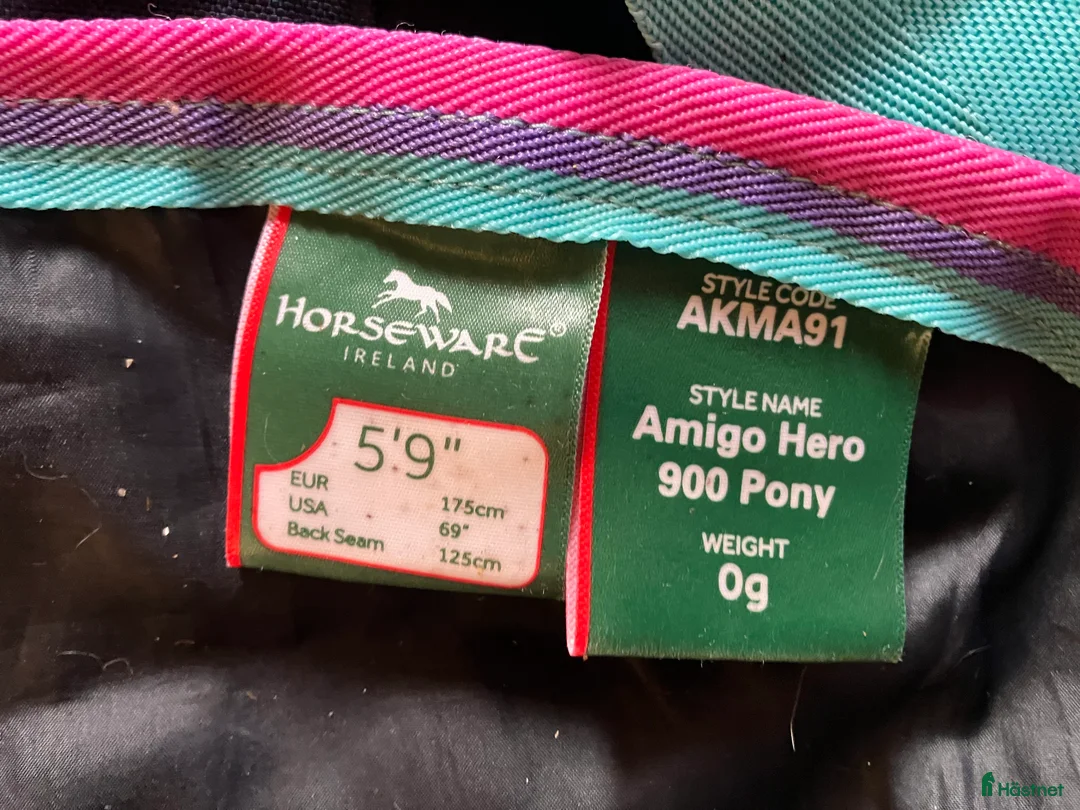 HORSEWARE®
IRELAND
5'9"
EUR 175cm
USA 69"
Back Seam 125cm
STYLE CODE
AKMA91
STYLE NAME
Amigo Hero
900 Pony
WEIGHT
0g
Hästnet